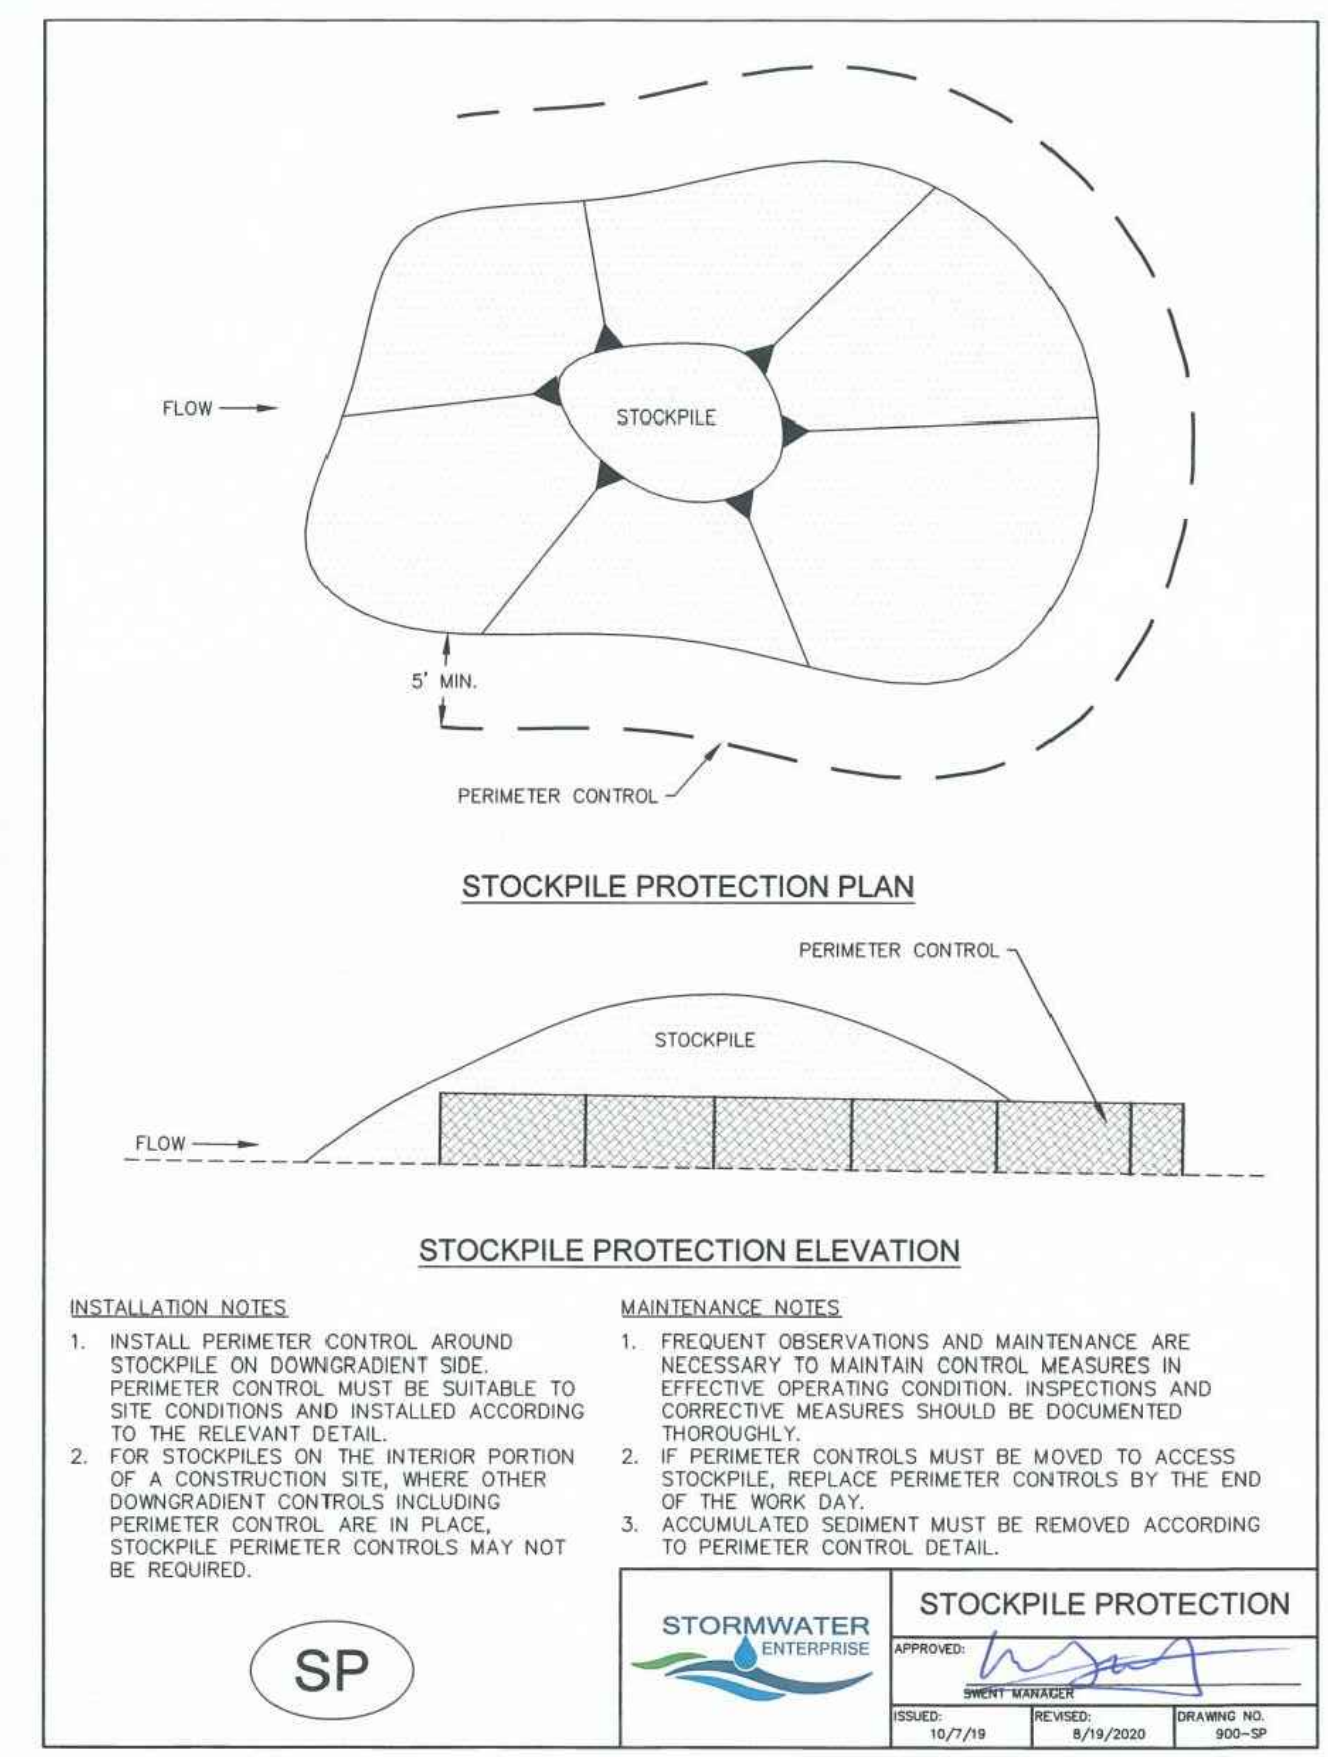 FLOW
STOCKPILE
5' MIN.
PERIMETER CONTROL
STOCKPILE PROTECTION PLAN
PERIMETER CONTROL
STOCKPILE
FLOW
STOCKPILE PROTECTION ELEVATION
INSTALLATION NOTES
1. INSTALL PERIMETER CONTROL AROUND
STOCKPILE ON DOWNGRADIENT SIDE.
PERIMETER CONTROL MUST BE SUITABLE TO
SITE CONDITIONS AND INSTALLED ACCORDING
TO THE RELEVANT DETAIL.
2. FOR STOCKPILES ON THE INTERIOR PORTION
OF A CONSTRUCTION SITE, WHERE OTHER
DOWNGRADIENT CONTROLS INCLUDING
PERIMETER CONTROL ARE IN PLACE,
STOCKPILE PERIMETER CONTROLS MAY NOT
BE REQUIRED.
MAINTENANCE NOTES
1. FREQUENT OBSERVATIONS AND MAINTENANCE ARE
NECESSARY TO MAINTAIN CONTROL MEASURES IN
EFFECTIVE OPERATING CONDITION. INSPECTIONS AND
CORRECTIVE MEASURES SHOULD BE DOCUMENTED
THOROUGHLY.
2. IF PERIMETER CONTROLS MUST BE MOVED TO ACCESS
STOCKPILE, REPLACE PERIMETER CONTROLS BY THE END
OF THE WORK DAY.
3. ACCUMULATED SEDIMENT MUST BE REMOVED ACCORDING
TO PERIMETER CONTROL DETAIL.
SP
STORMWATER
ENTERPRISE
STOCKPILE PROTECTION
APPROVED:
SWENT MANAGER
ISSUED:
10/7/19
REVISED:
8/19/2020
DRAWING NO.
900-SP